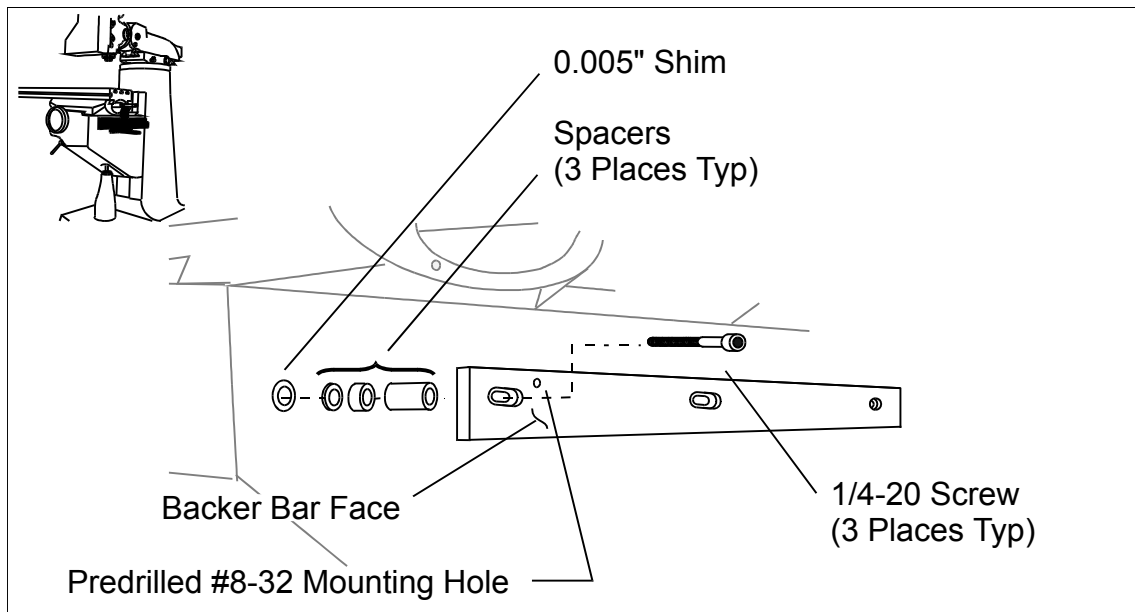 0.005" Shim
Spacers
(3 Places Typ)
Backer Bar Face
1/4-20 Screw
(3 Places Typ)
Predrilled #8-32 Mounting Hole